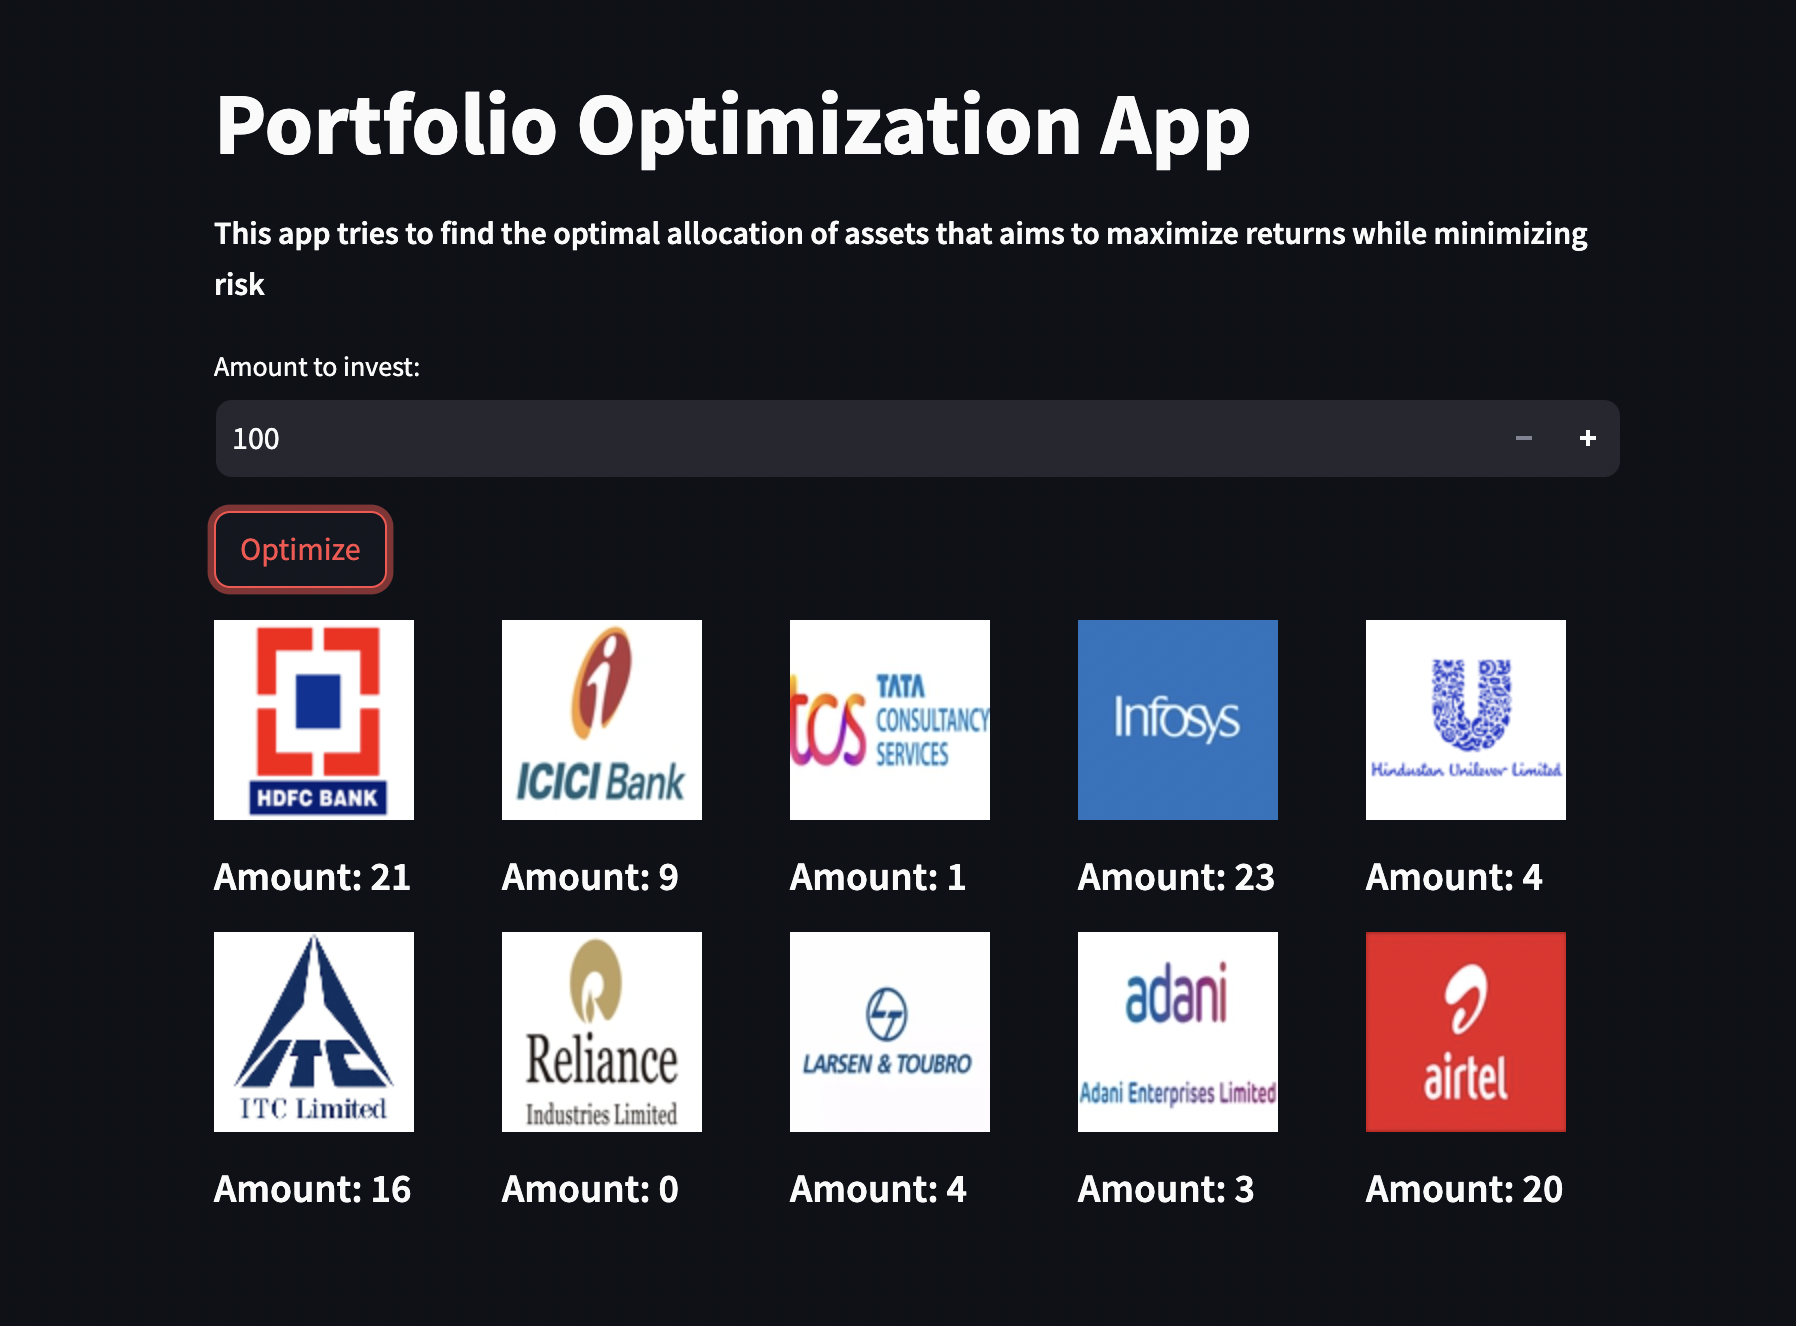 Portfolio Optimization App
This app tries to find the optimal allocation of assets that aims to maximize returns while minimizing
risk
Amount to invest:
100
− +
Optimize
HDFC BANK
ICICI Bank
tcs TATA
CONSULTANCY
SERVICES
Infosys
Hindustan Unilever Limited
Amount: 21
Amount: 9
Amount: 1
Amount: 23
Amount: 4
ITC
ITC Limited
Reliance
Industries Limited
LT
LARSEN & TOUBRO
adani
Adani Enterprises Limited
airtel
Amount: 16
Amount: 0
Amount: 4
Amount: 3
Amount: 20